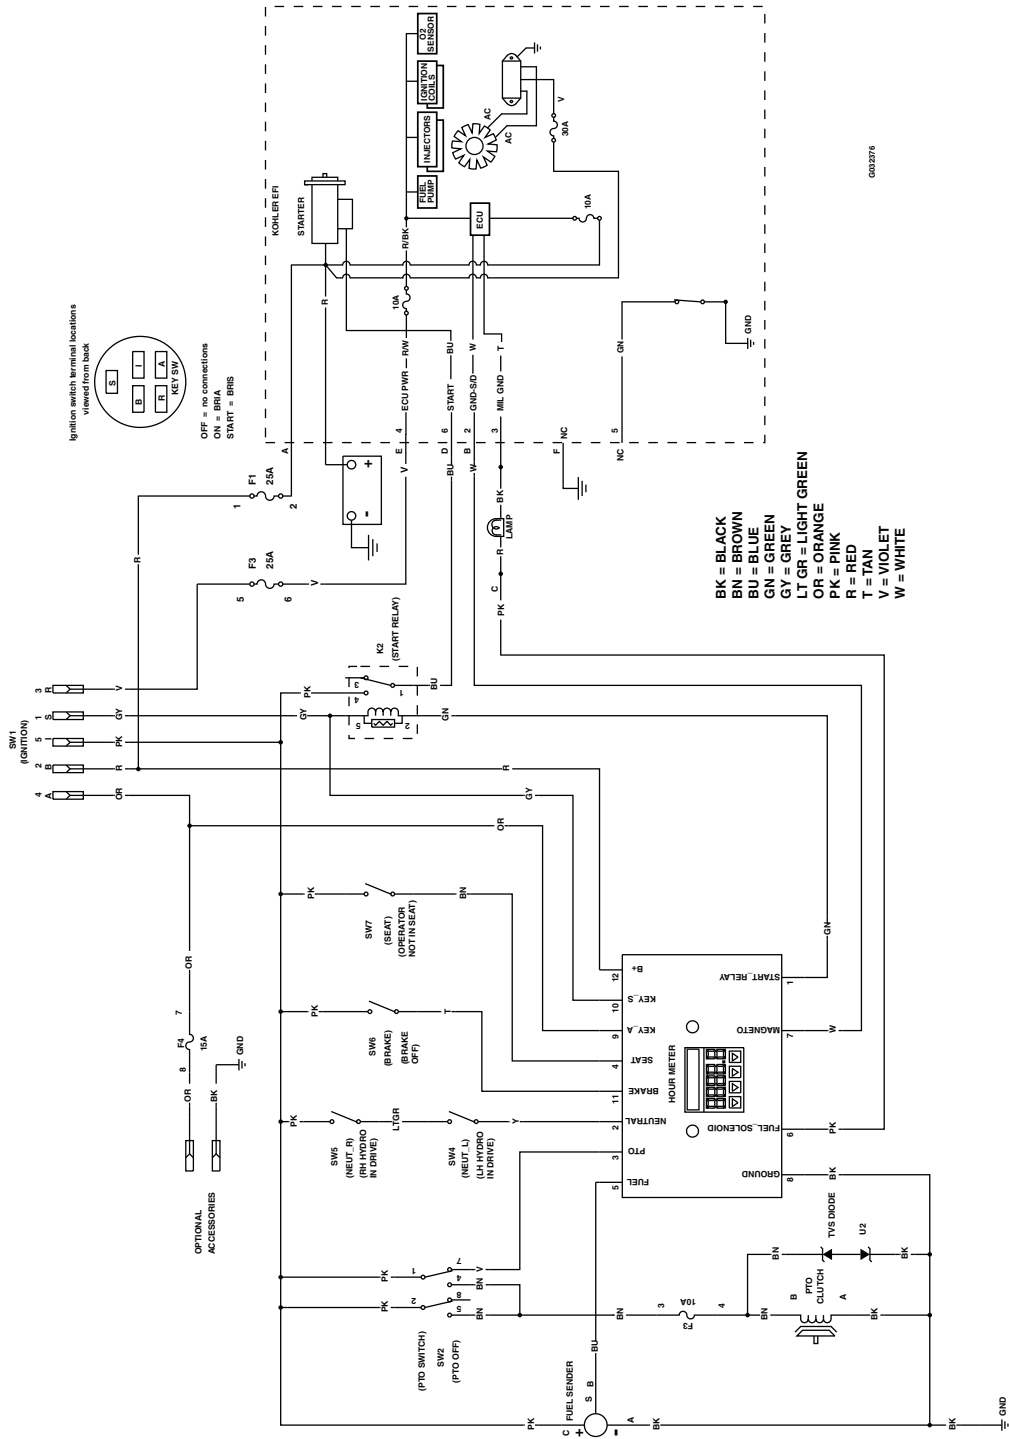 Ignition switch terminal locations
viewed from back
S
B
I
R
A
KEY SW
OFF = no connections
ON = BRIA
START = BRIS
KOHLER EFI
STARTER
FUEL
PUMP
INJECTORS
IGNITION
COILS
O2
SENSOR
AC
AC
V
30A
10A
ECU
R/BK
10A
R
ECU PWR
R/W
START
BU
GND-S/D
W
MIL GND
T
GN
GND
A
E
4
D
6
B
2
3
F
NC
NC
5
G032376
SW1
(IGNITION)
3
R
V
1
S
GY
5
I
PK
2
B
R
4
A
OR
R
1
F1
25A
2
5
F3
25A
6
V
+
-
V
BU
W
BK
LAMP
R
C
PK
K2
(START RELAY)
3
4
1
5
2
PK
GY
BU
GN
R
GY
OR
BK = BLACK
BN = BROWN
BU = BLUE
GN = GREEN
GY = GREY
LT GR = LIGHT GREEN
OR = ORANGE
PK = PINK
R = RED
T = TAN
V = VIOLET
W = WHITE
OR
7
F4
15A
8
OR
BK
GND
OPTIONAL
ACCESSORIES
PK
SW7
(SEAT)
(OPERATOR
NOT IN SEAT)
BN
PK
SW6
(BRAKE)
(BRAKE
OFF)
T
PK
SW5
(NEUT_R)
(RH HYDRO
IN DRIVE)
LTGR
SW4
(NEUT_L)
(LH HYDRO
IN DRIVE)
Y
HOUR METER
12
B+
10
KEY_S
9
KEY_A
4
SEAT
11
BRAKE
2
NEUTRAL
3
PTO
5
FUEL
START_RELAY
1
MAGNETO
7
FUEL_SOLENOID
6
GROUND
8
GN
W
PK
BK
PK
1
7
V
4
BN
PK
2
8
5
BN
(PTO SWITCH)
SW2
(PTO OFF)
BN
3
F3
10A
4
BN
BN
TVS DIODE
U2
BK
B
PTO
CLUTCH
A
BK
BU
FUEL SENDER
S
B
PK
C
+
-
A
BK
BK
GND